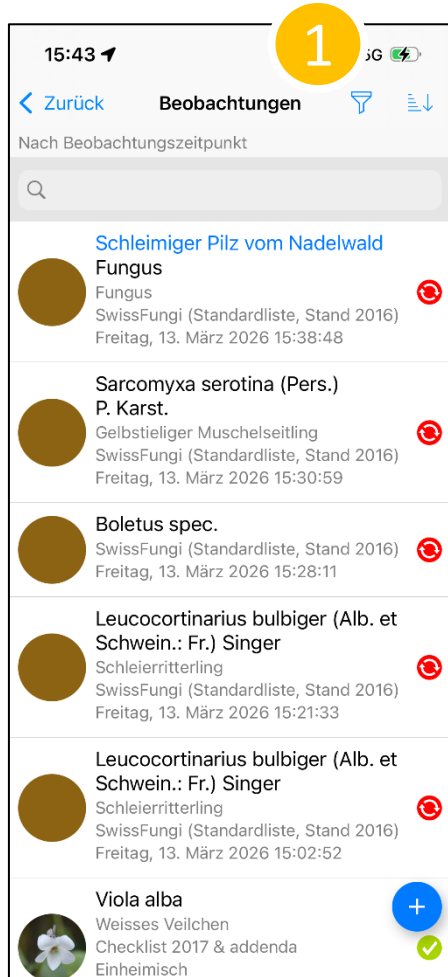 15:43
1
5G
Zurück
Beobachtungen
Nach Beobachtungszeitpunkt
Schleimiger Pilz vom Nadelwald
Fungus
Fungus
SwissFungi (Standardliste, Stand 2016)
Freitag, 13. März 2026 15:38:48
Sarcomyxa serotina (Pers.)
P. Karst.
Gelbstieliger Muschelseitling
SwissFungi (Standardliste, Stand 2016)
Freitag, 13. März 2026 15:30:59
Boletus spec.
SwissFungi (Standardliste, Stand 2016)
Freitag, 13. März 2026 15:28:11
Leucocortinarius bulbiger (Alb. et
Schwein.: Fr.) Singer
Schleierritterling
SwissFungi (Standardliste, Stand 2016)
Freitag, 13. März 2026 15:21:33
Leucocortinarius bulbiger (Alb. et
Schwein.: Fr.) Singer
Schleierritterling
SwissFungi (Standardliste, Stand 2016)
Freitag, 13. März 2026 15:02:52
Viola alba
Weisses Veilchen
Checklist 2017 & addenda
Einheimisch